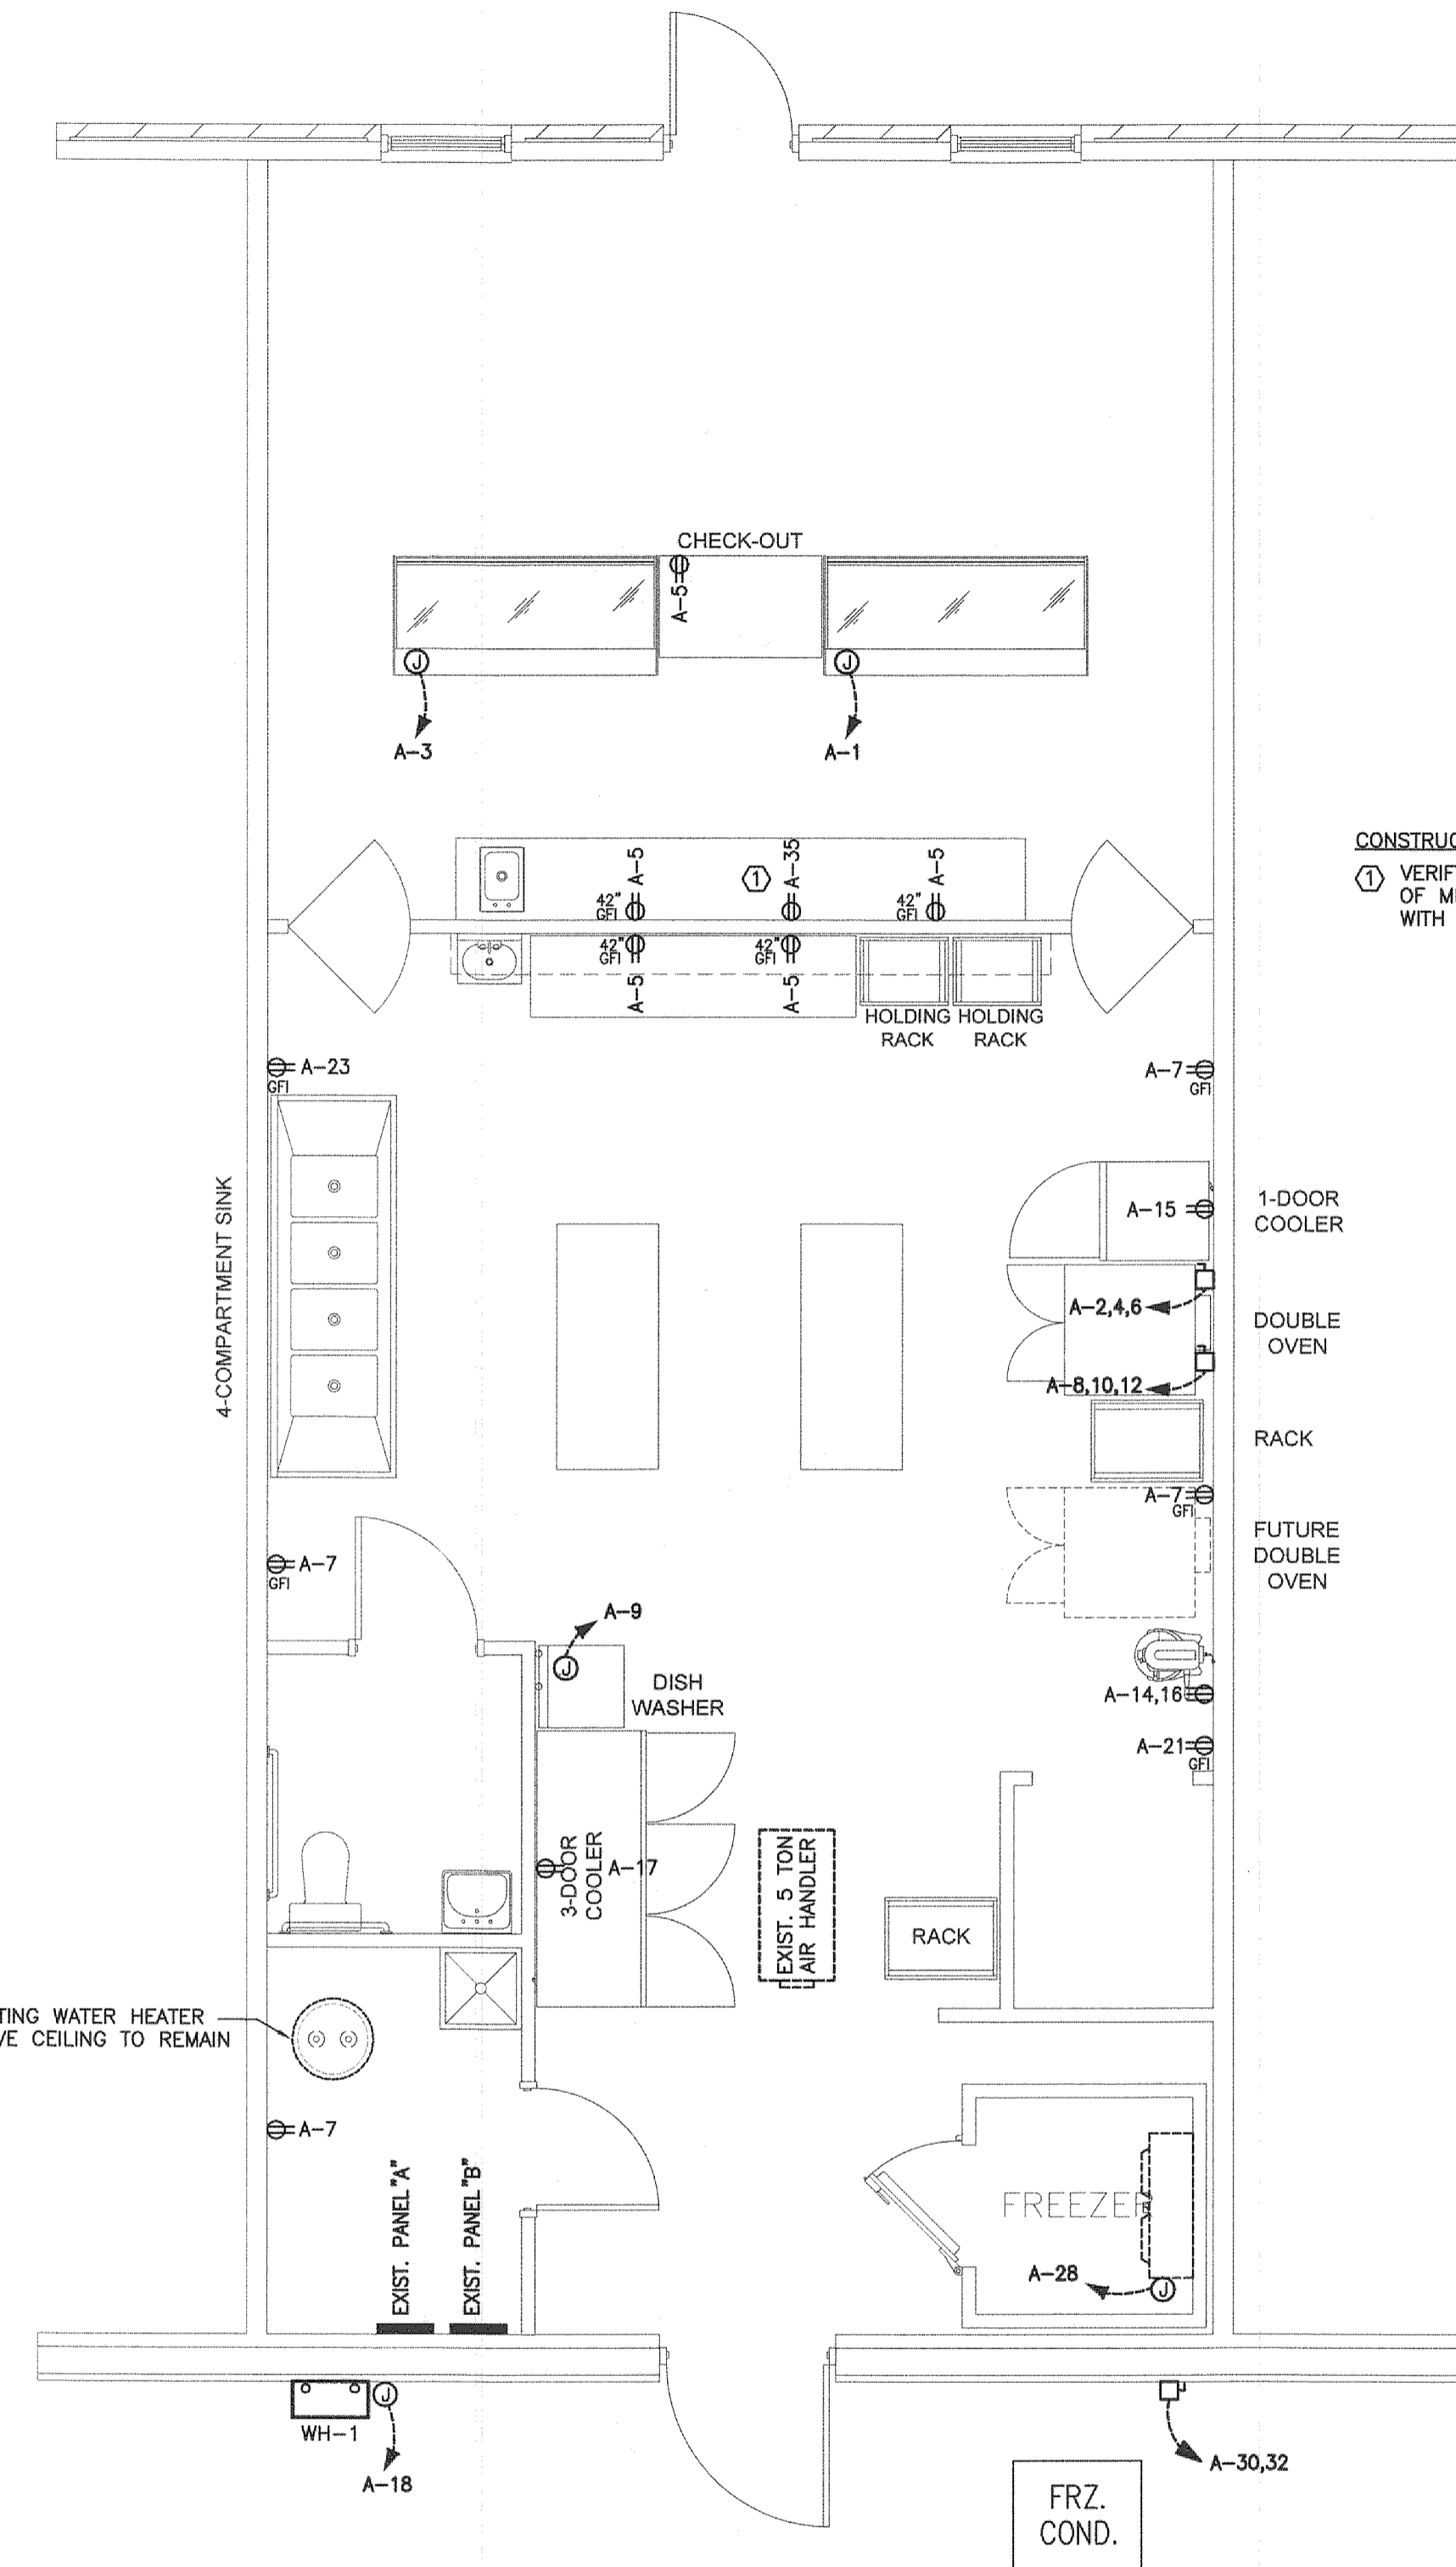 CHECK-OUT
A-5
J
J
A-3
A-1
A-5
A-35
A-5
1
42"
GFI
42"
GFI
42"
GFI
42"
GFI
A-5
A-5
HOLDING
RACK
HOLDING
RACK
CONSTRUC
1 VERIF
OF M
WITH
A-23
GFI
A-7
GFI
4-COMPARTMENT SINK
A-15
1-DOOR
COOLER
A-2,4,6
DOUBLE
OVEN
A-8,10,12
RACK
A-7
GFI
FUTURE
DOUBLE
OVEN
A-7
GFI
A-9
J
DISH
WASHER
A-14,16
A-21
GFI
3-DOOR
COOLER
A-17
EXIST. 5 TON
AIR HANDLER
RACK
TING WATER HEATER
VE CEILING TO REMAIN
A-7
EXIST. PANEL "A"
EXIST. PANEL "B"
FREEZER
A-28
J
WH-1
J
A-18
A-30,32
FRZ.
COND.